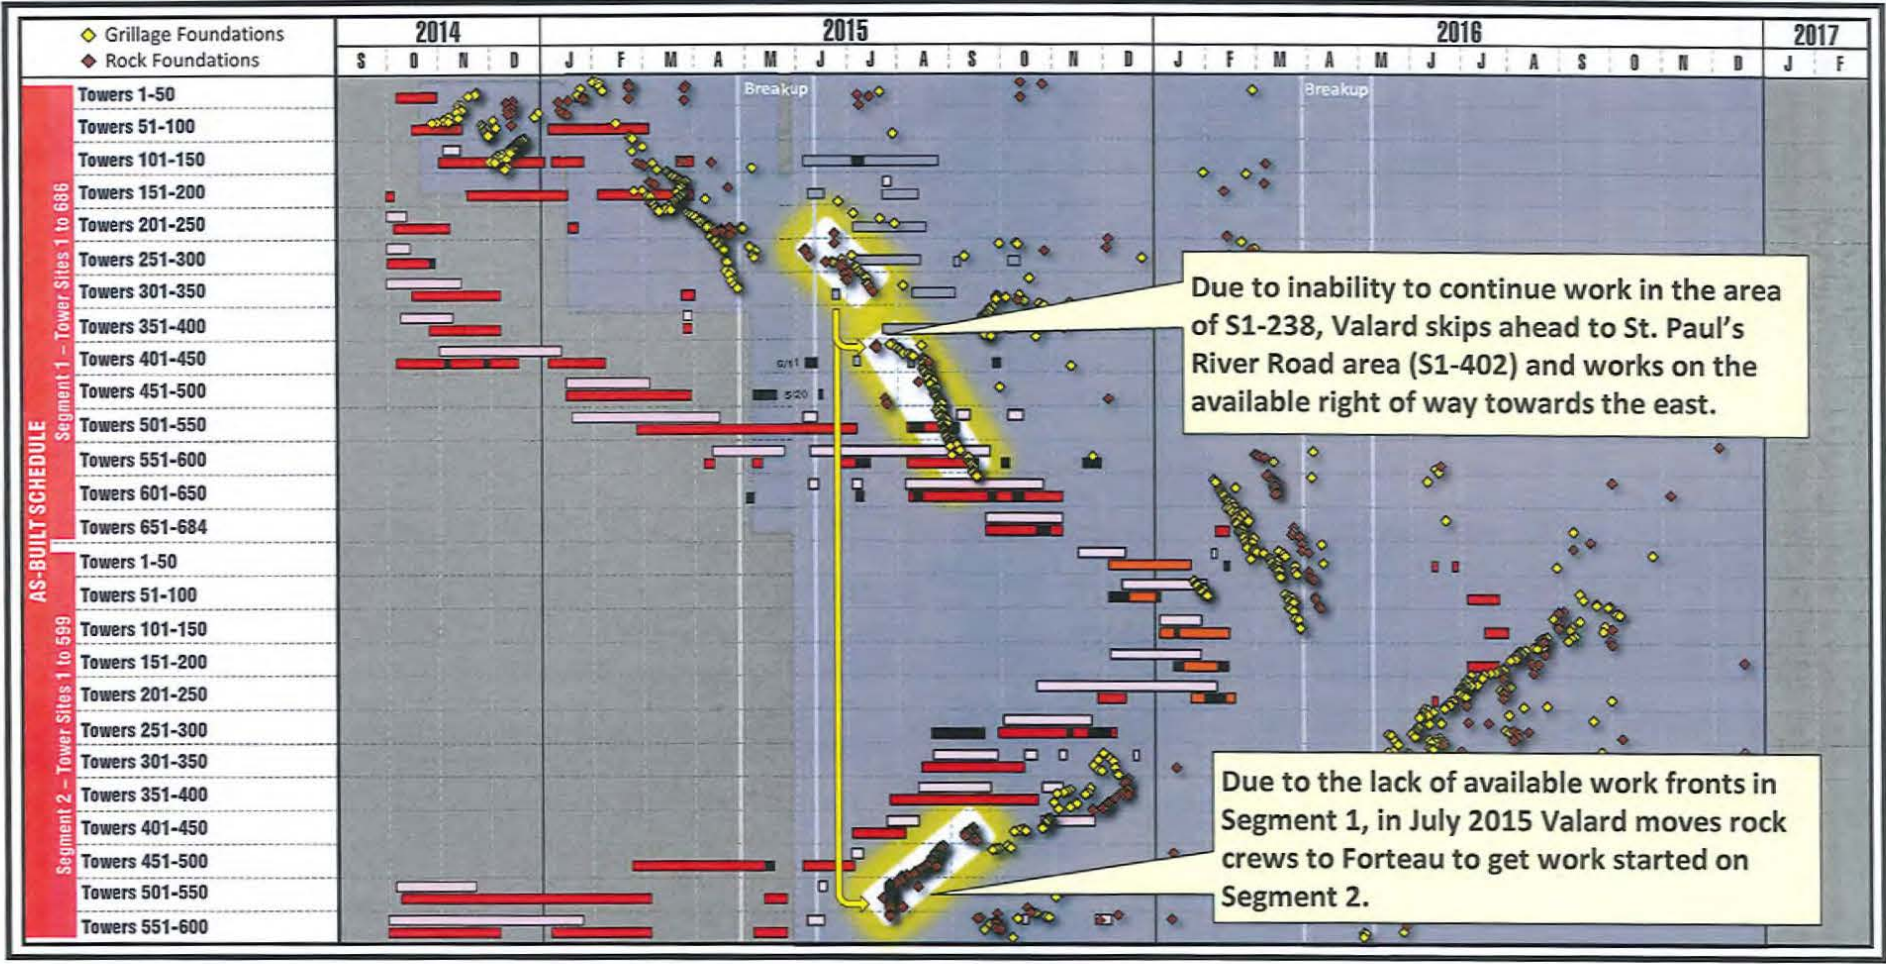 Grillage Foundations
Rock Foundations
2014 2015 2016 2017
S O N D J F M A M J J A S O N D J F M A M J J A S O N D J F
Breakup Breakup
AS-BUILT SCHEDULE
Segment 1 – Tower Sites 1 to 686
Towers 1-50
Towers 51-100
Towers 101-150
Towers 151-200
Towers 201-250
Towers 251-300
Towers 301-350
Towers 351-400
Towers 401-450
Towers 451-500
5/20
Towers 501-550
Towers 551-600
Towers 601-650
Towers 651-684
Segment 2 – Tower Sites 1 to 599
Towers 1-50
Towers 51-100
Towers 101-150
Towers 151-200
Towers 201-250
Towers 251-300
Towers 301-350
Towers 351-400
Towers 401-450
Towers 451-500
Towers 501-550
Towers 551-600
Due to inability to continue work in the area
of S1-238, Valard skips ahead to St. Paul's
River Road area (S1-402) and works on the
available right of way towards the east.
Due to the lack of available work fronts in
Segment 1, in July 2015 Valard moves rock
crews to Forteau to get work started on
Segment 2.